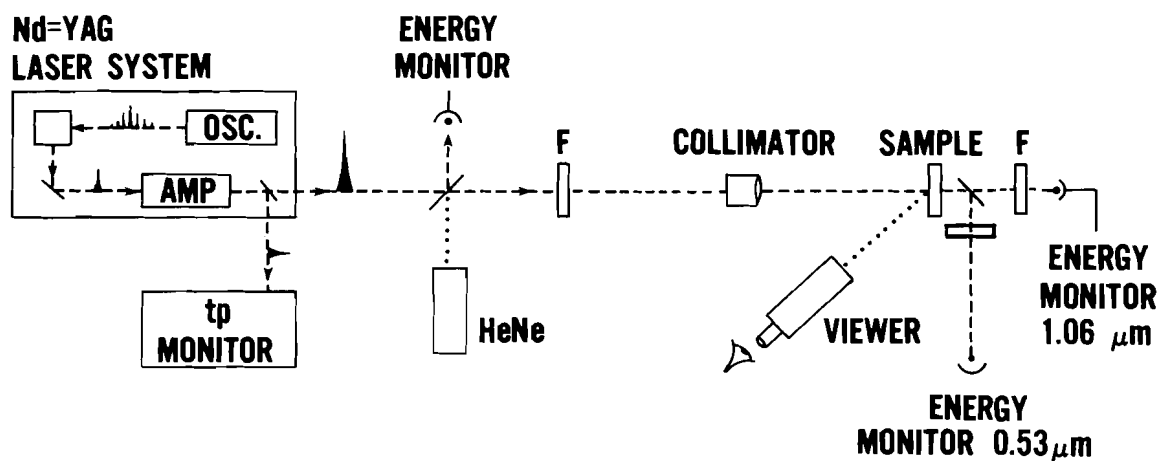 Nd=YAG
LASER SYSTEM
OSC.
AMP
tp
MONITOR
ENERGY
MONITOR
HeNe
F
COLLIMATOR
SAMPLE
F
VIEWER
ENERGY
MONITOR
1.06 μm
ENERGY
MONITOR 0.53μm